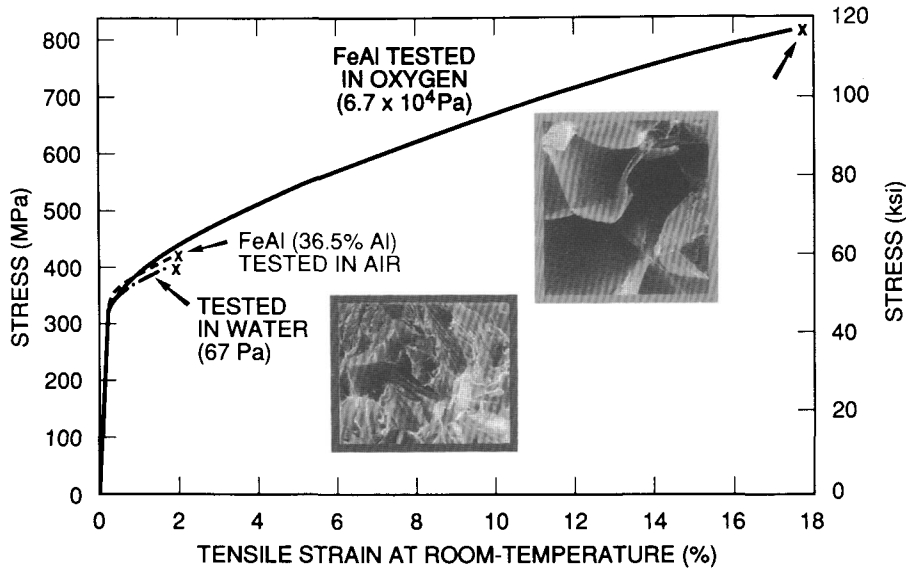 800
700
600
500
400
300
200
100
0
STRESS (MPa)
FeAl TESTED
IN OXYGEN
(6.7 x 10⁴Pa)
x
FeAl (36.5% Al)
TESTED IN AIR
x
x
TESTED
IN WATER
(67 Pa)
120
100
80
60
40
20
0
STRESS (ksi)
0 2 4 6 8 10 12 14 16 18
TENSILE STRAIN AT ROOM-TEMPERATURE (%)